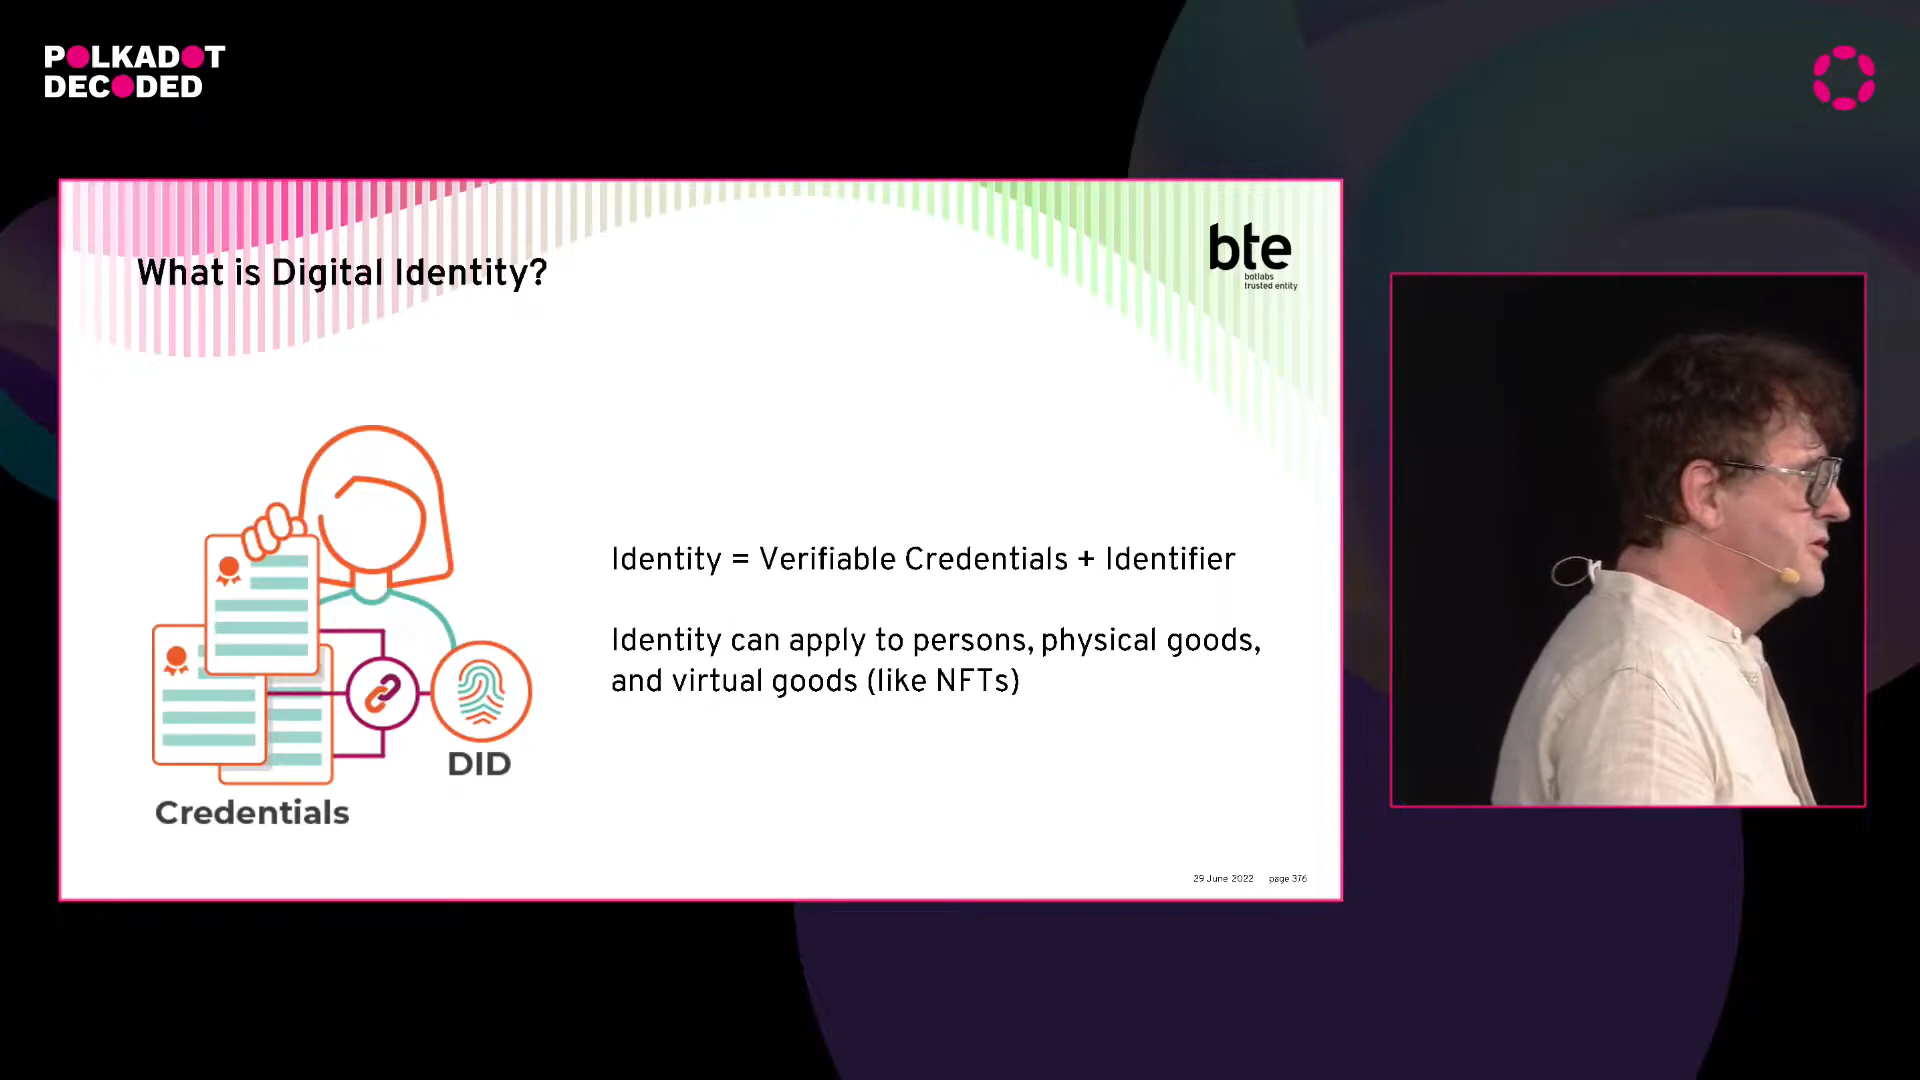 POLKADOT
DECODED
What is Digital Identity?
bte
botlabs
trusted entity
Identity = Verifiable Credentials + Identifier
Identity can apply to persons, physical goods,
and virtual goods (like NFTs)
DID
Credentials
29 June 2022 page 376